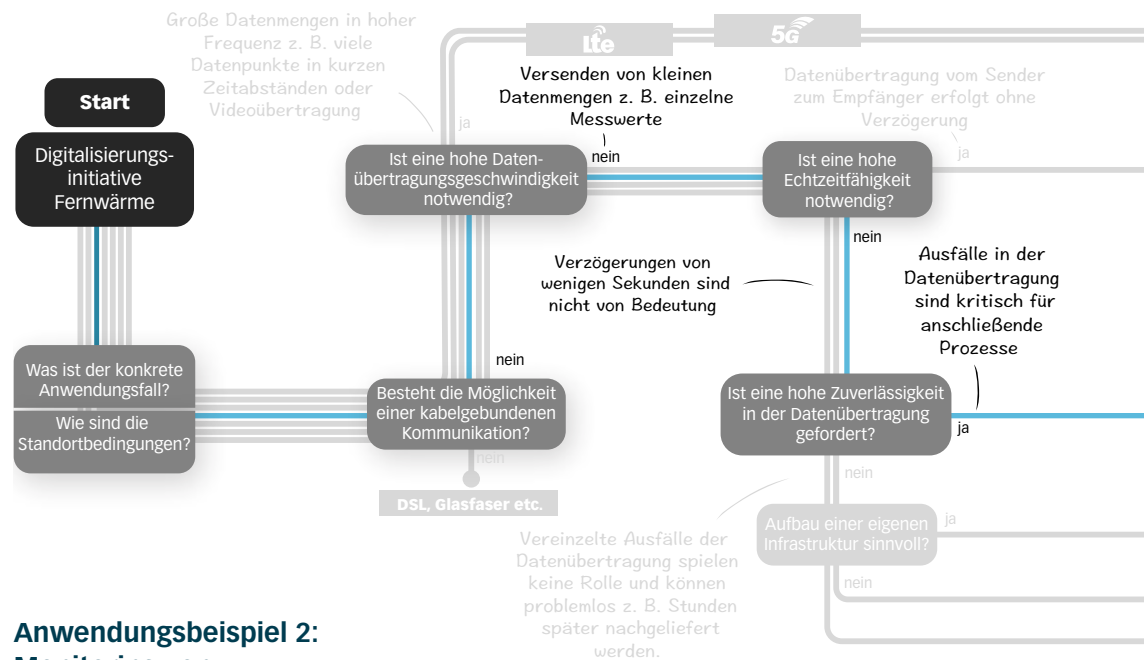 Große Datenmengen in hoher
Frequenz z. B. viele
Datenpunkte in kurzen
Zeitabständen oder
Videoübertragung
lte
5G
Start
Digitalisierungs-
initiative
Fernwärme
Versenden von kleinen
Datenmengen z. B. einzelne
Messwerte
Datenübertragung vom Sender
zum Empfänger erfolgt ohne
Verzögerung
ja
nein
ja
Ist eine hohe Daten-
übertragungsgeschwindigkeit
notwendig?
Ist eine hohe
Echtzeitfähigkeit
notwendig?
nein
Verzögerungen von
wenigen Sekunden sind
nicht von Bedeutung
Ausfälle in der
Datenübertragung
sind kritisch für
anschließende
Prozesse
Was ist der konkrete
Anwendungsfall?
Wie sind die
Standortbedingungen?
nein
Besteht die Möglichkeit
einer kabelgebundenen
Kommunikation?
nein
DSL, Glasfaser etc.
Ist eine hohe Zuverlässigkeit
in der Datenübertragung
gefordert?
ja
nein
Vereinzelte Ausfälle der
Datenübertragung spielen
keine Rolle und können
problemlos z. B. Stunden
später nachgeliefert
werden.
Aufbau einer eigenen
Infrastruktur sinnvoll?
ja
nein
Anwendungsbeispiel 2: